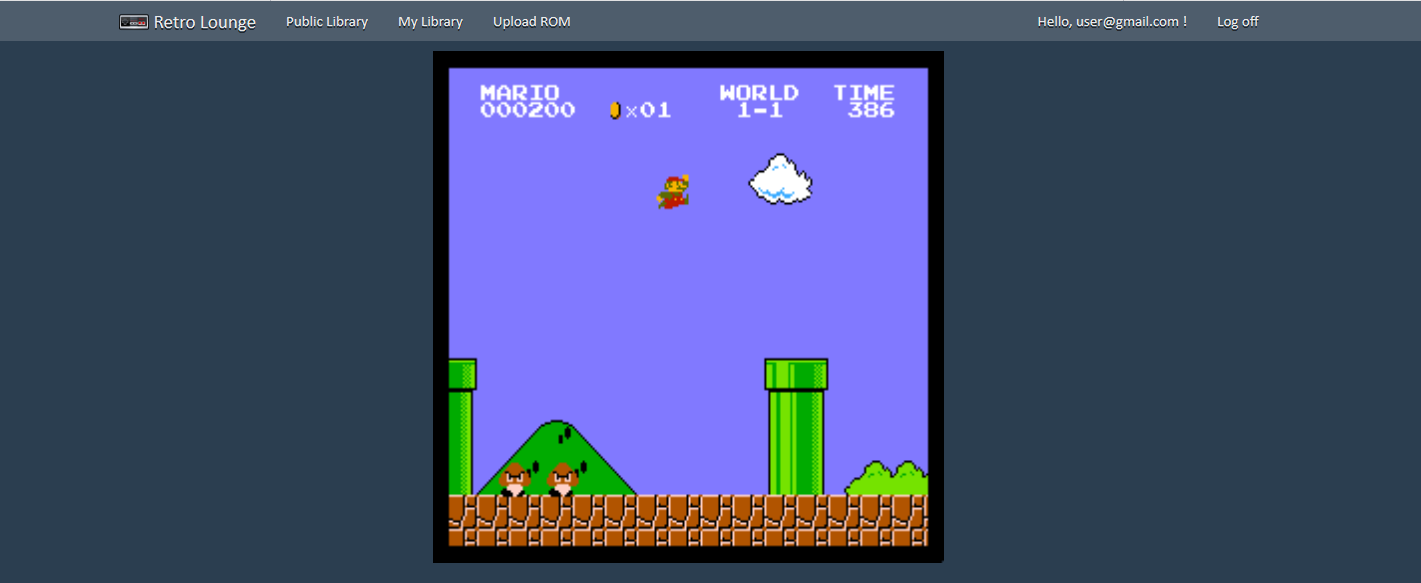 Retro Lounge Public Library My Library Upload ROM Hello, user@gmail.com ! Log off
MARIO WORLD TIME
000200 ×01 1-1 386